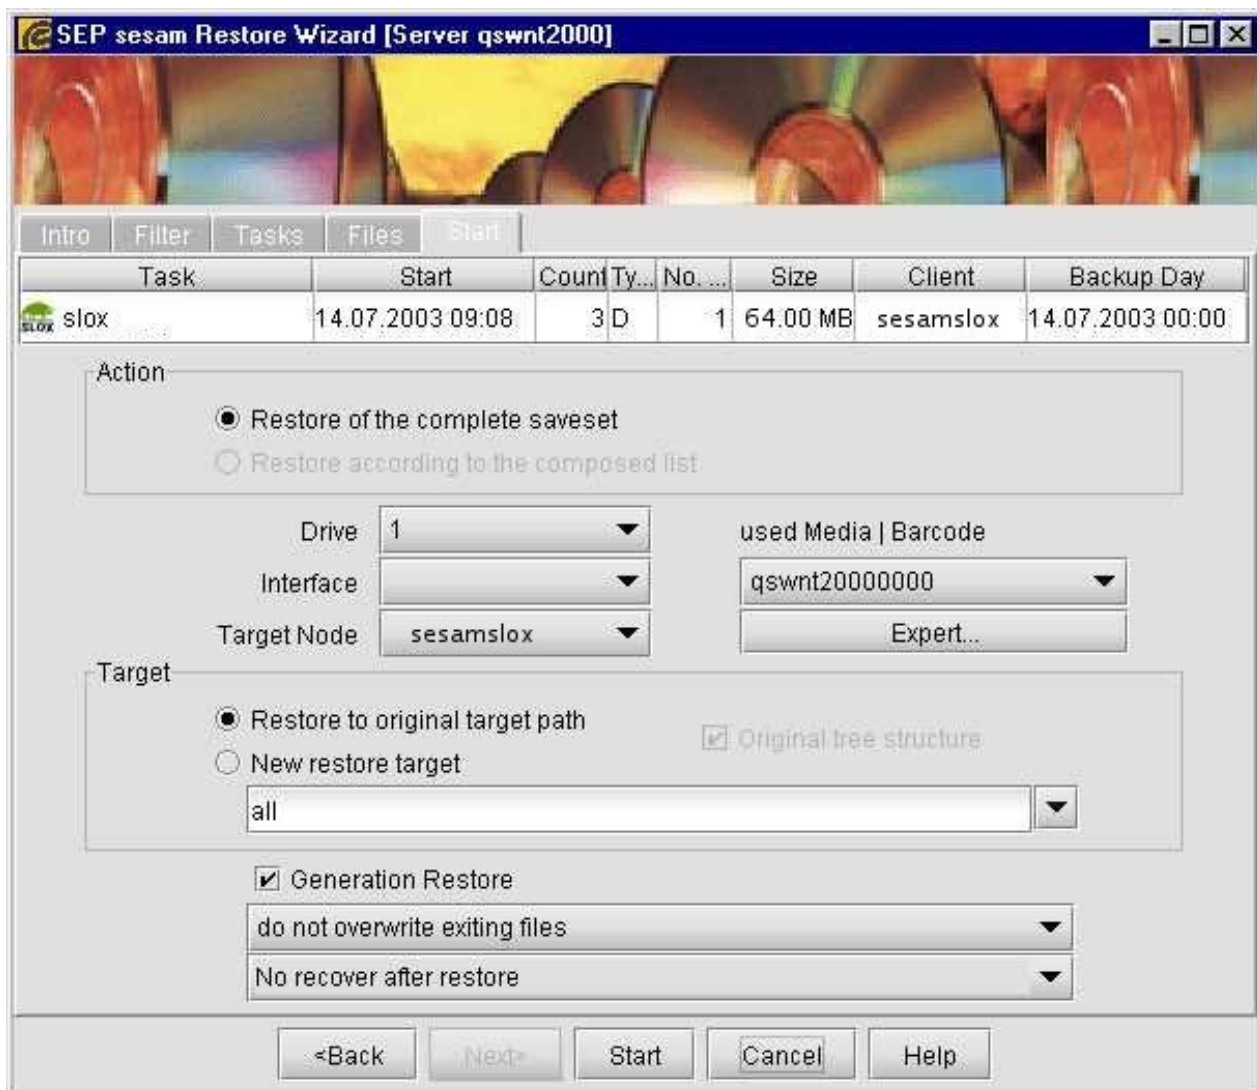 SEP sesam Restore Wizard [Server qswnt2000]
Intro Filter Tasks Files Start
Task Start Count Ty... No. ... Size Client Backup Day
SLOX slox 14.07.2003 09:08 3 D 1 64.00 MB sesamslox 14.07.2003 00:00
Action
Restore of the complete saveset
Restore according to the composed list
Drive 1 used Media | Barcode
Interface qswnt20000000
Target Node sesamslox Expert...
Target
Restore to original target path
Original tree structure
New restore target
all
Generation Restore
do not overwrite exiting files
No recover after restore
<Back Next> Start Cancel Help